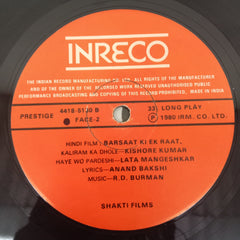 INRECO
THE INDIAN RECORD MANUFACTURING CO. LTD. ALL RIGHTS OF THE MANUFACTURER
AND OF THE OWNER OF THE RECORDED WORK RESERVED. UNAUTHORISED PUBLIC
PERFORMANCE BROADCASTING AND COPYING OF THIS RECORD PROHIBITED. MADE IN INDIA
4416-5130 B 33⅓ LONG PLAY
PRESTIGE FACE-2 Ⓟ 1980 IRM. CO. LTD.
HINDI FILM: BARSAAT KI EK RAAT,
KALIRAM KA DHOLE-KISHORE KUMAR
HAYE WO PARDESHI-LATA MANGESHKAR
LYRICS-ANAND BAKSHI
MUSIC-R.D. BURMAN
SHAKTI FILMS